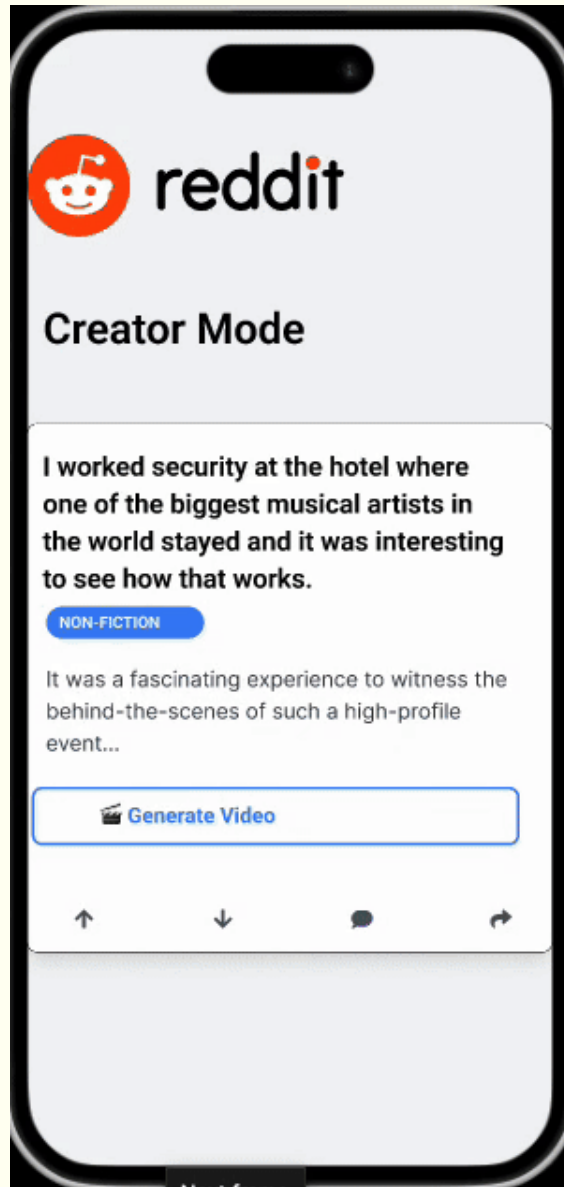 reddit
Creator Mode
I worked security at the hotel where
one of the biggest musical artists in
the world stayed and it was interesting
to see how that works.
NON-FICTION
It was a fascinating experience to witness the
behind-the-scenes of such a high-profile
event...
🎬 Generate Video